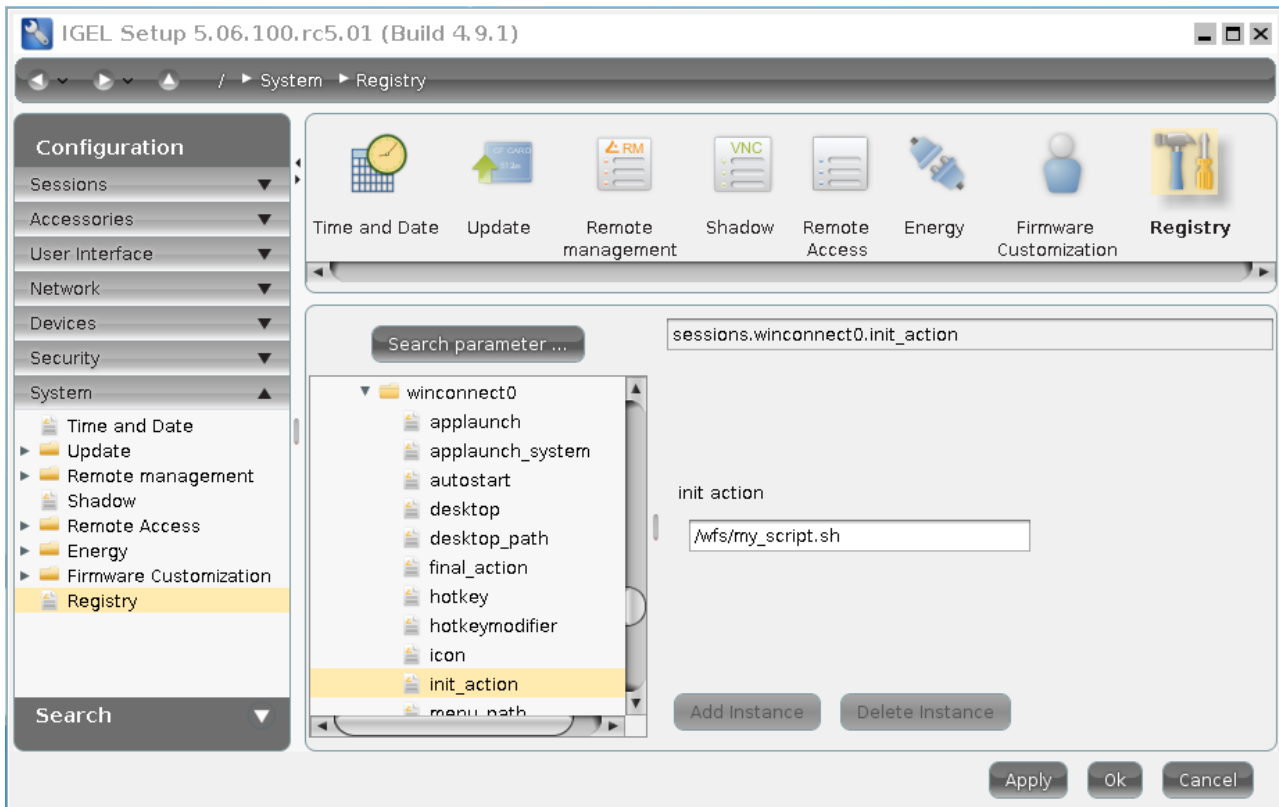 IGEL Setup 5.06.100.rc5.01 (Build 4.9.1)
/ System Registry
Configuration
Sessions
Accessories
User Interface
Network
Devices
Security
System
Time and Date
Update
Remote management
Shadow
Remote Access
Energy
Firmware Customization
Registry
Search
CF CARD
RM
VNC
Time and Date
Update
Remote
management
Shadow
Remote
Access
Energy
Firmware
Customization
Registry
Search parameter ...
winconnect0
applaunch
applaunch_system
autostart
desktop
desktop_path
final_action
hotkey
hotkeymodifier
icon
init_action
menu_path
sessions.winconnect0.init_action
init action
/wfs/my_script.sh
Add Instance
Delete Instance
Apply
Ok
Cancel